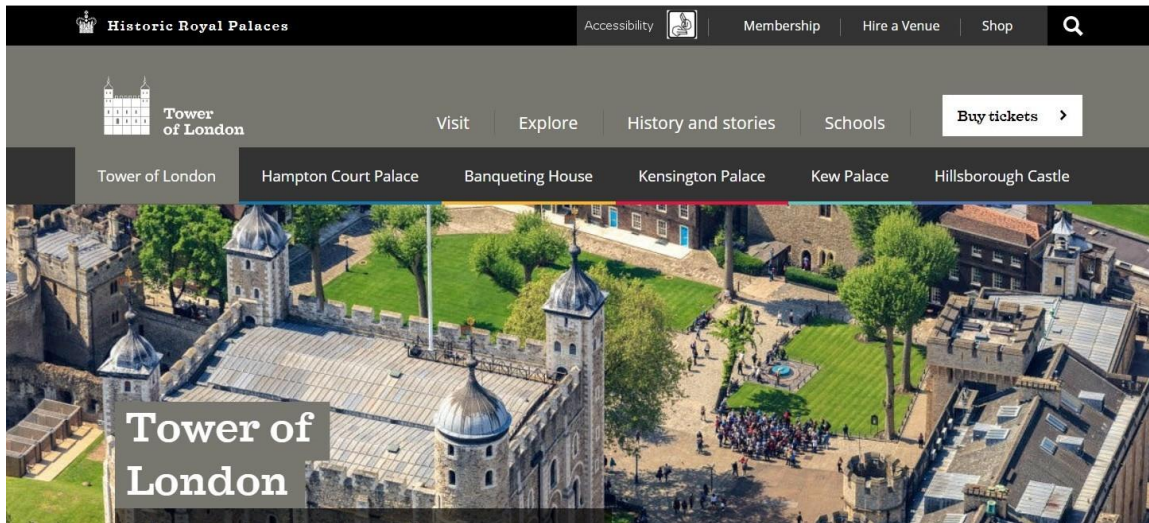 Historic Royal Palaces
Accessibility
Membership
Hire a Venue
Shop
Tower
of London
Visit
Explore
History and stories
Schools
Buy tickets
Tower of London
Hampton Court Palace
Banqueting House
Kensington Palace
Kew Palace
Hillsborough Castle
Tower of
London